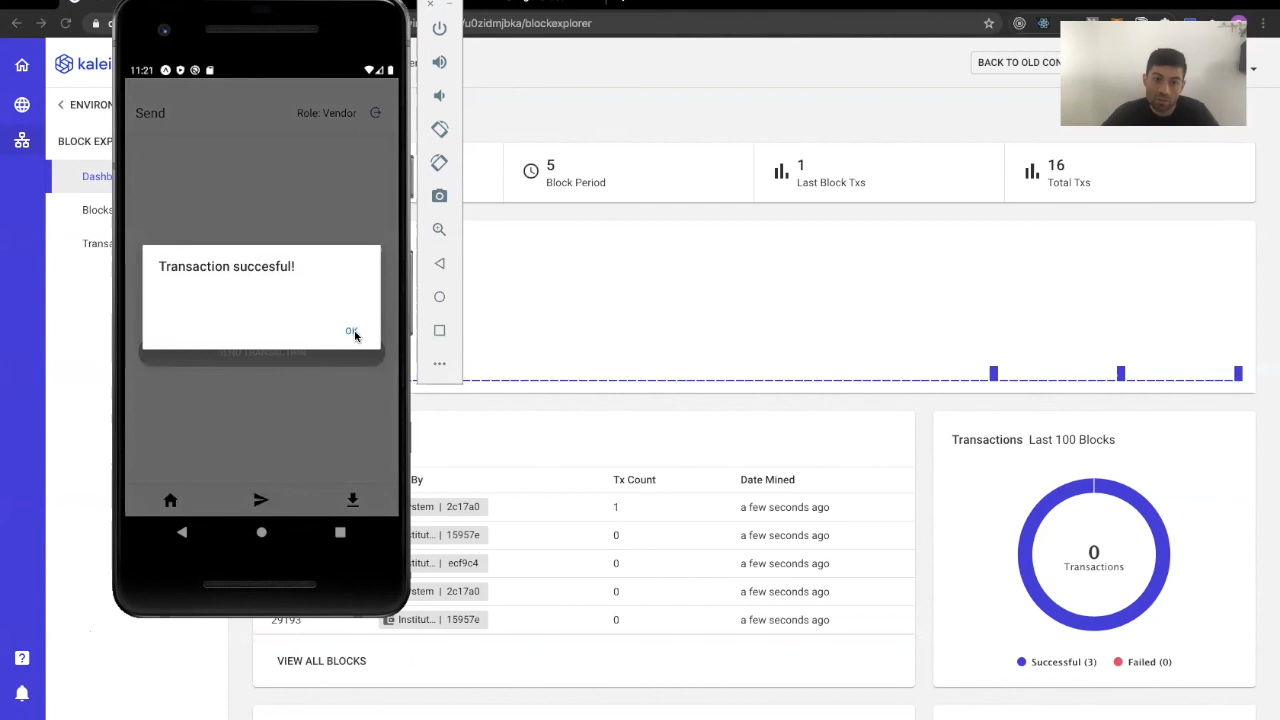 u0zidmjbka/blockexplorer
11:21
kalei
BACK TO OLD CON
Send
Role: Vendor
ENVIRON
BLOCK EXP
Dashb
Blocks
Transa
5
Block Period
1
Last Block Txs
16
Total Txs
Transaction succesful!
OK
SEND TRANSACTION
Transactions Last 100 Blocks
By
Tx Count
Date Mined
ystem | 2c17a0
1
a few seconds ago
stitut... | 15957e
0
a few seconds ago
stitut... | ecf9c4
0
a few seconds ago
ystem | 2c17a0
0
a few seconds ago
29193
Institut... | 15957e
0
a few seconds ago
0
Transactions
VIEW ALL BLOCKS
Successful (3)
Failed (0)